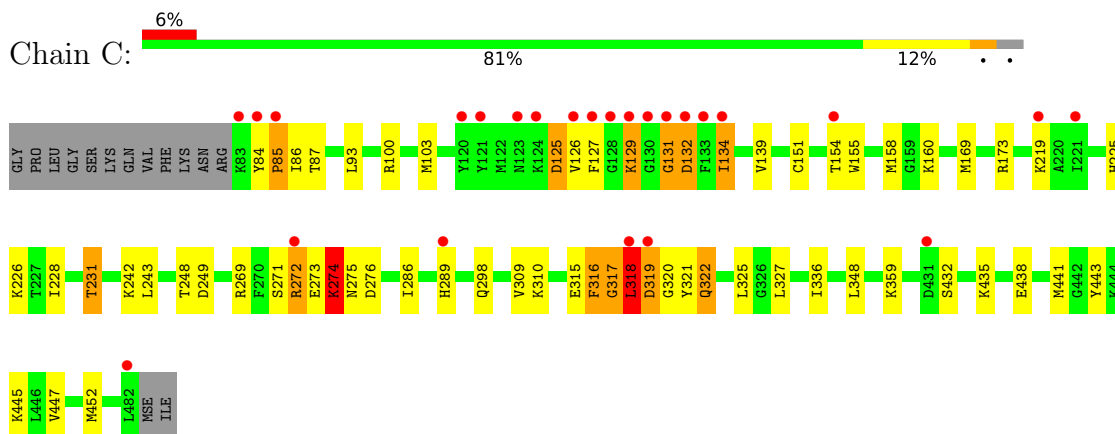 6%
Chain C:
81% 12% • •
GLY PRO LEU GLY SER LYS GLN VAL PHE LYS ASN ARG K83 Y84 P85 I86 T87 L93 R100 M103 Y120 Y121 M122 N123 K124 D125 V126 F127 G128 K129 G130 G131 D132 F133 I134 V139 C151 T154 W155 M158 G159 K160 M169 R173 K219 A220 I221 H225
K226 T227 I228 T231 K242 L243 T248 D249 R269 F270 S271 R272 E273 K274 N275 D276 I286 H289 Q298 V309 K310 E315 F316 G317 L318 D319 G320 Y321 Q322 L325 G326 L327 I336 L348 K359 D431 S432 K435 E438 M441 G442 Y443 K444
K445 L446 V447 M452 L482 MSE ILE